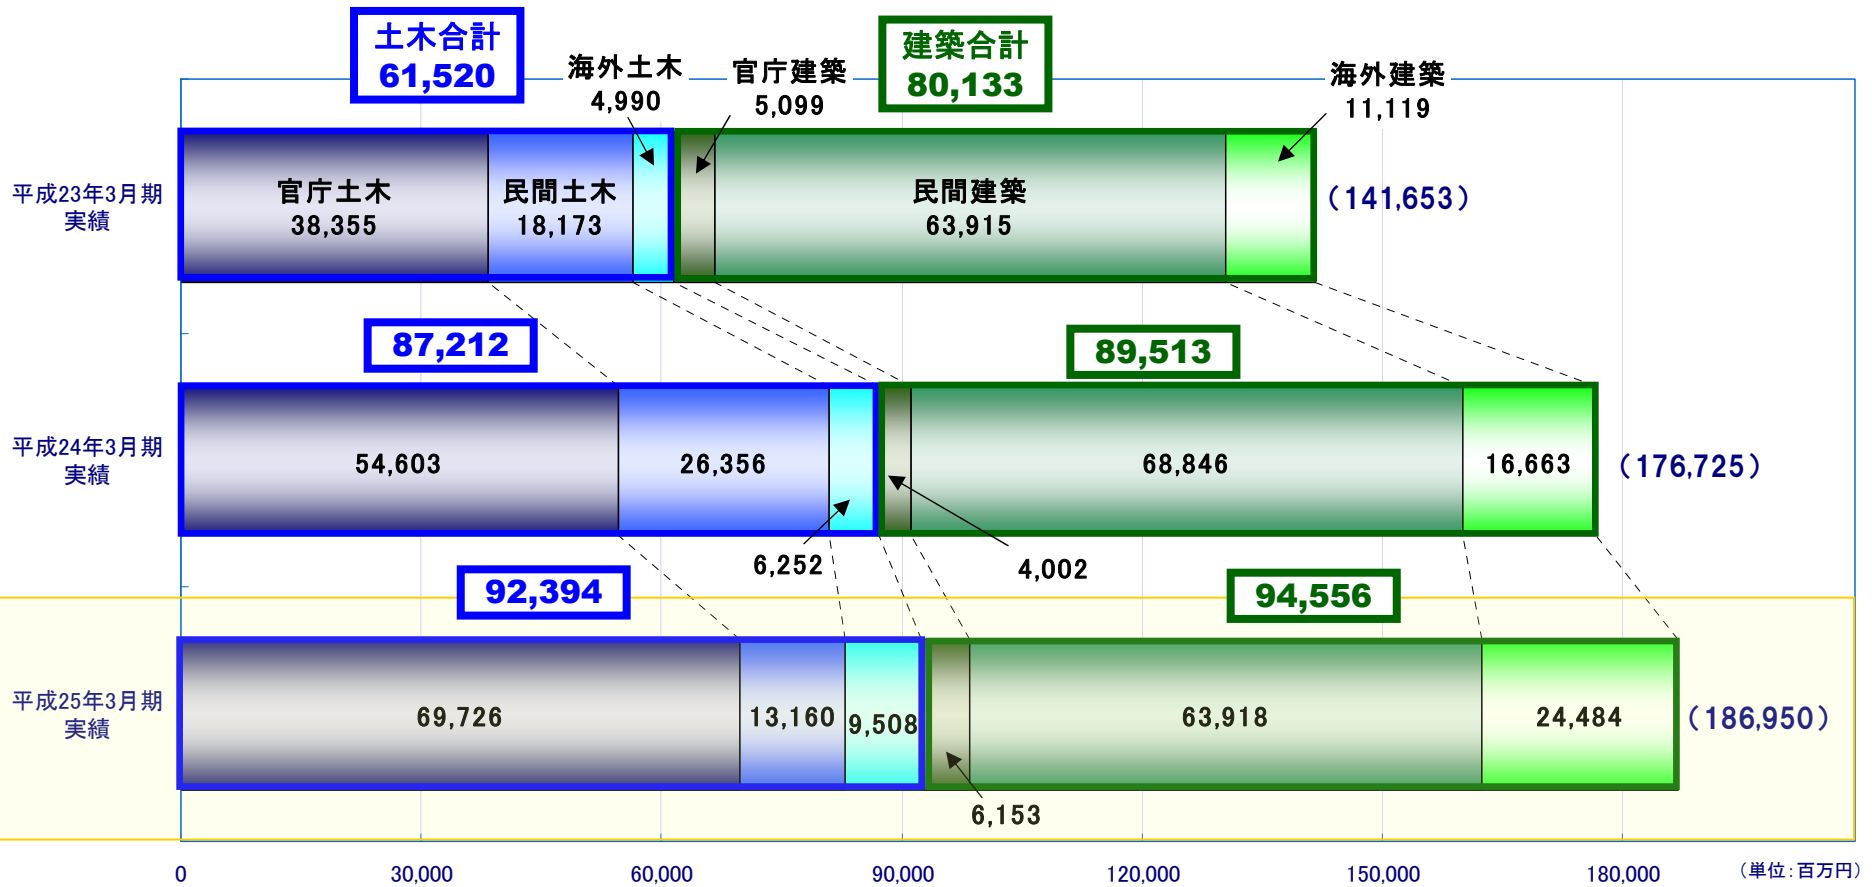 土木合計
61,520
海外土木
4,990
官庁建築
5,099
建築合計
80,133
海外建築
11,119
平成23年3月期
実績
官庁土木
38,355
民間土木
18,173
民間建築
63,915
(141,653)
87,212
89,513
平成24年3月期
実績
54,603
26,356
68,846
16,663
(176,725)
6,252
4,002
92,394
94,556
平成25年3月期
実績
69,726
13,160
9,508
63,918
24,484
(186,950)
6,153
0
30,000
60,000
90,000
120,000
150,000
180,000
(単位:百万円)